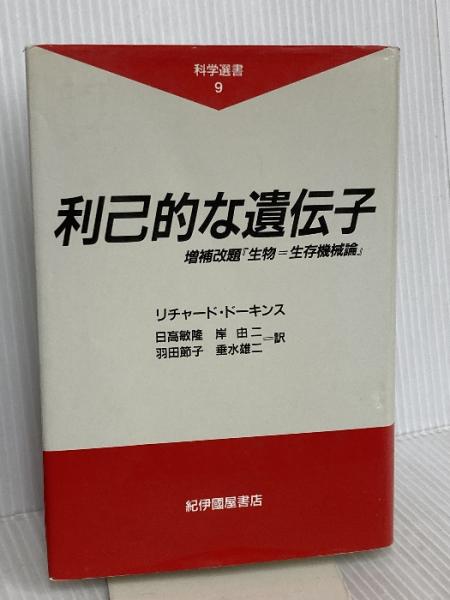 科学選書
9
利己的な遺伝子
増補改題『生物＝生存機械論』
リチャード・ドーキンス
日高敏隆 岸 由二
羽田節子 垂水雄二＝訳
紀伊國屋書店